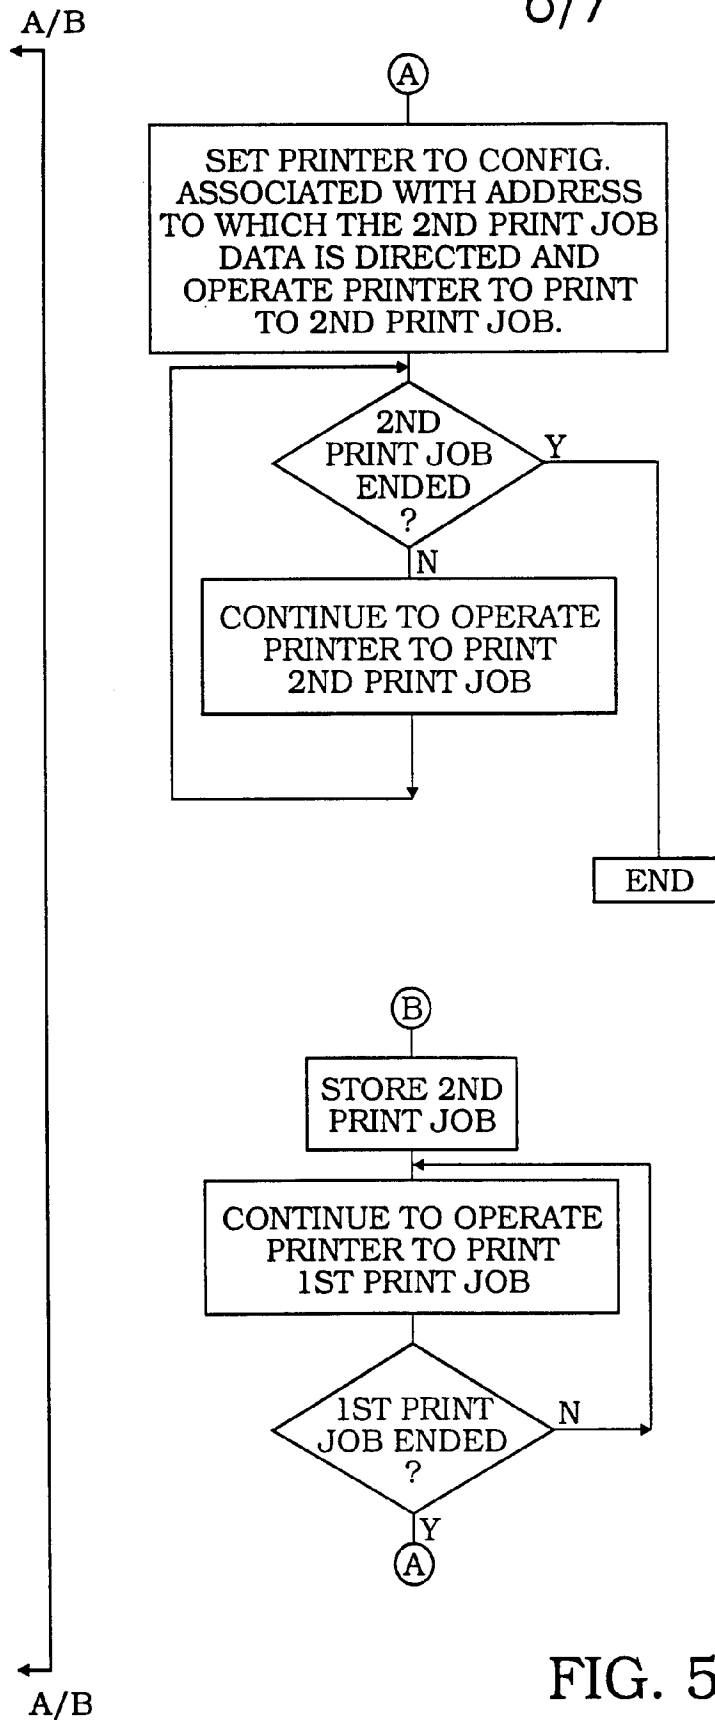 A/B
6/7
A
SET PRINTER TO CONFIG.
ASSOCIATED WITH ADDRESS
TO WHICH THE 2ND PRINT JOB
DATA IS DIRECTED AND
OPERATE PRINTER TO PRINT
TO 2ND PRINT JOB.
2ND
PRINT JOB
ENDED
?
Y
N
CONTINUE TO OPERATE
PRINTER TO PRINT
2ND PRINT JOB
END
B
STORE 2ND
PRINT JOB
CONTINUE TO OPERATE
PRINTER TO PRINT
1ST PRINT JOB
1ST PRINT
JOB ENDED
?
N
Y
A
FIG. 5
A/B